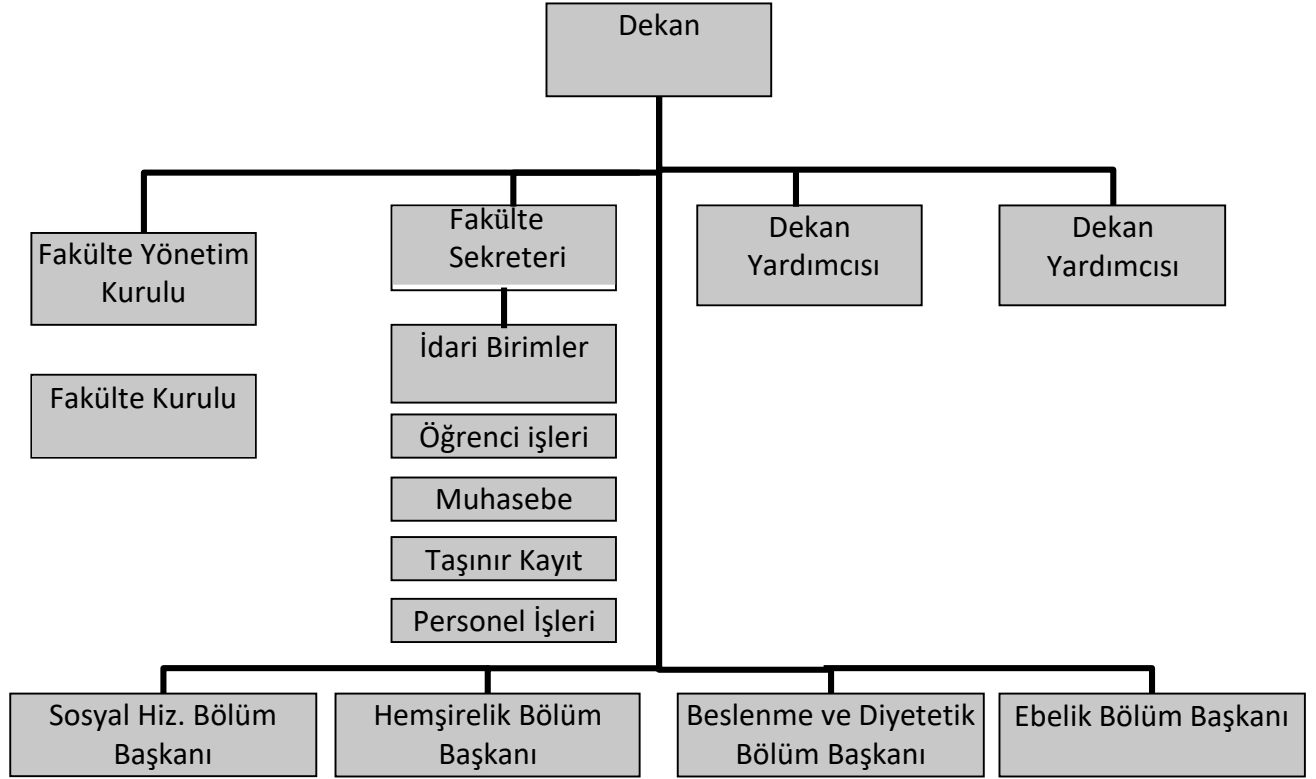 Dekan
Fakülte Yönetim
Kurulu
Fakülte
Sekreteri
Dekan
Yardımcısı
Dekan
Yardımcısı
İdari Birimler
Fakülte Kurulu
Öğrenci işleri
Muhasebe
Taşınır Kayıt
Personel İşleri
Sosyal Hiz. Bölüm
Başkanı
Hemşirelik Bölüm
Başkanı
Beslenme ve Diyetetik
Bölüm Başkanı
Ebelik Bölüm Başkanı